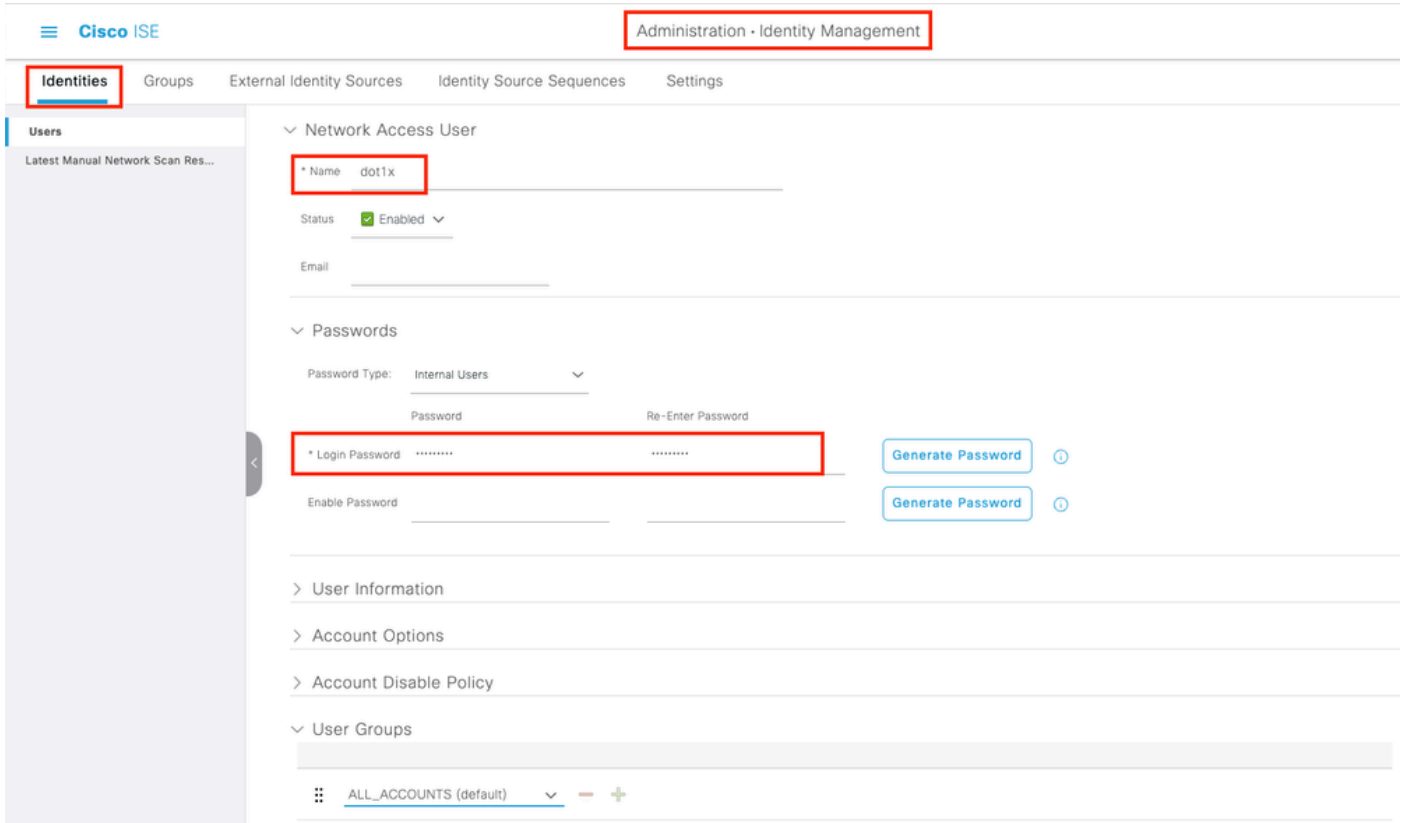 Cisco ISE
Administration · Identity Management
Identities Groups External Identity Sources Identity Source Sequences Settings
Users
Latest Manual Network Scan Res...
Network Access User
* Name dot1x
Status Enabled
Email
Passwords
Password Type: Internal Users
Password Re-Enter Password
* Login Password ········· ········· Generate Password
Enable Password Generate Password
User Information
Account Options
Account Disable Policy
User Groups
ALL_ACCOUNTS (default)